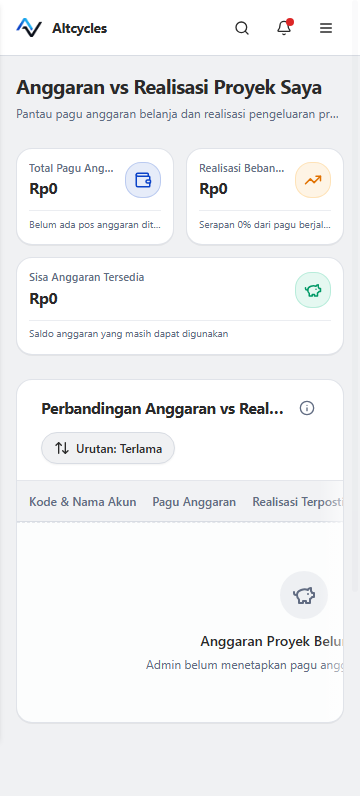 Altcycles
Anggaran vs Realisasi Proyek Saya
Pantau pagu anggaran belanja dan realisasi pengeluaran pr...
Total Pagu Ang...
Rp0
Belum ada pos anggaran dit...
Realisasi Beban...
Rp0
Serapan 0% dari pagu berjal...
Sisa Anggaran Tersedia
Rp0
Saldo anggaran yang masih dapat digunakan
Perbandingan Anggaran vs Real...
Urutan: Terlama
Kode & Nama Akun Pagu Anggaran Realisasi Terposti
Anggaran Proyek Belu
Admin belum menetapkan pagu angg